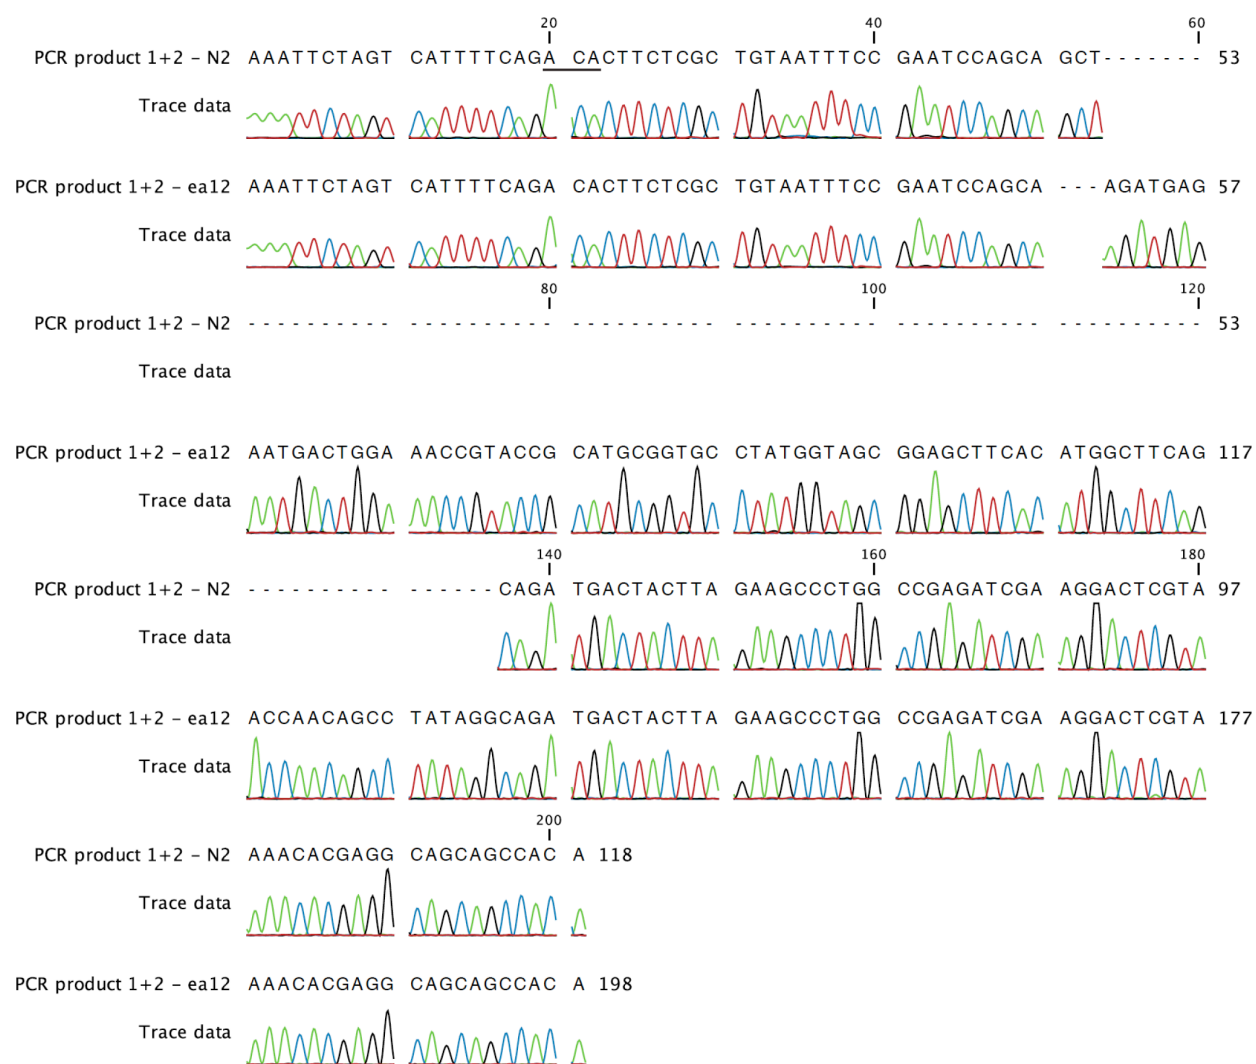 20 40 60
PCR product 1+2 – N2 AAATTCTAGT CATTTTCAGA CACTTCTCGC TGTAATTTCC GAATCCAGCA GCT- - - - - - - 53
Trace data
PCR product 1+2 – ea12 AAATTCTAGT CATTTTCAGA CACTTCTCGC TGTAATTTCC GAATCCAGCA - - - AGATGAG 57
Trace data
80 100 120
PCR product 1+2 – N2 - - - - - - - - - - - - - - - - - - - - - - - - - - - - - - - - - - - - - - - - - - - - - - - - - - - - - - - - - - - - 53
Trace data
PCR product 1+2 – ea12 AATGACTGGA AACCGTACCG CATGCGGTGC CTATGGTAGC GGAGCTTCAC ATGGCTTCAG 117
Trace data
140 160 180
PCR product 1+2 – N2 - - - - - - - - - - - - - - - - CAGA TGACTACTTA GAAGCCCTGG CCGAGATCGA AGGACTCGTA 97
Trace data
PCR product 1+2 – ea12 ACCAACAGCC TATAGGCAGA TGACTACTTA GAAGCCCTGG CCGAGATCGA AGGACTCGTA 177
Trace data
200
PCR product 1+2 – N2 AAACACGAGG CAGCAGCCAC A 118
Trace data
PCR product 1+2 – ea12 AAACACGAGG CAGCAGCCAC A 198
Trace data